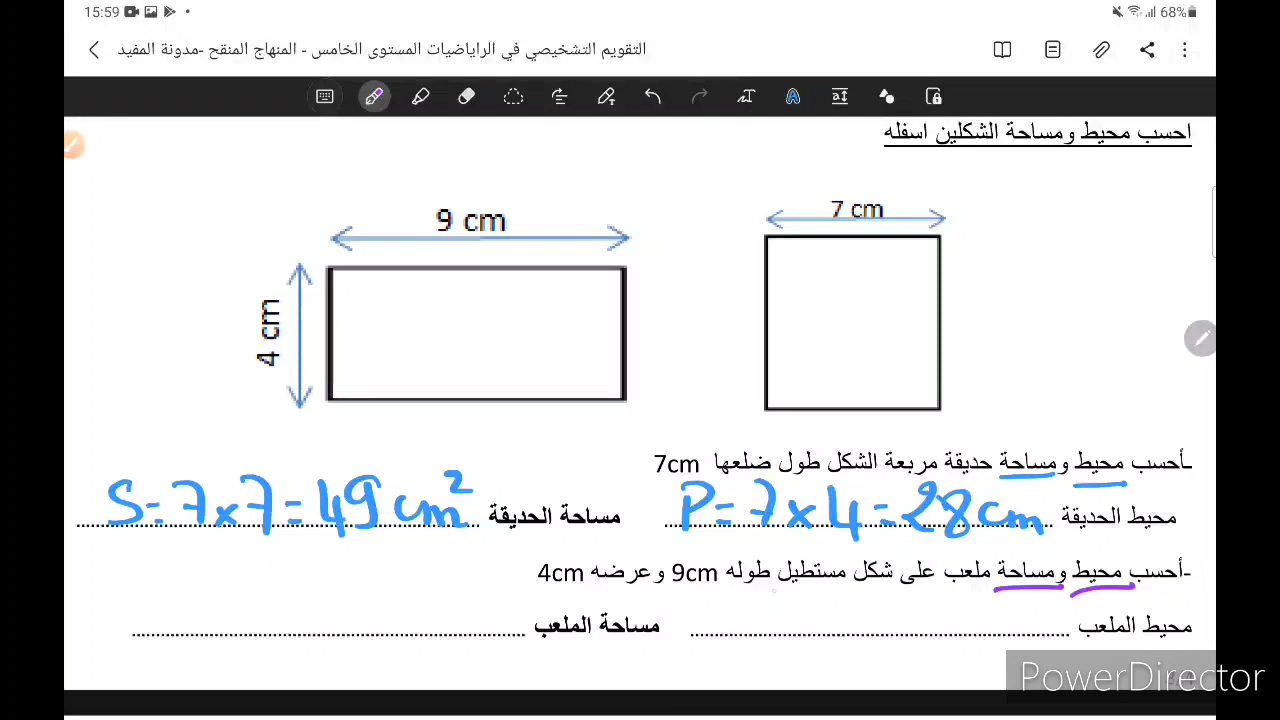 15:59
68%
التقويم التشخيصي في الراياضيات المستوى الخامس - المنهاج المنقح -مدونة المفيد
احسب محيط ومساحة الشكلين اسفله
7 cm
9 cm
4 cm
-أحسب محيط ومساحة حديقة مربعة الشكل طول ضلعها 7cm
محيط الحديقة P=7x4=28cm مساحة الحديقة S=7x7=49cm²
-أحسب محيط ومساحة ملعب على شكل مستطيل طوله 9cm وعرضه 4cm
محيط الملعب ........................ مساحة الملعب ........................
PowerDirector